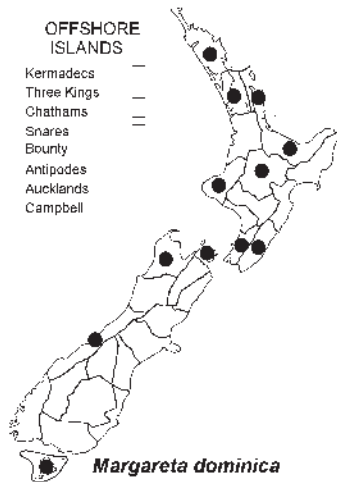 OFFSHORE
ISLANDS
Kermadecs
Three Kings
Chathams
Snares
Bounty
Antipodes
Aucklands
Campbell
Margareta dominica